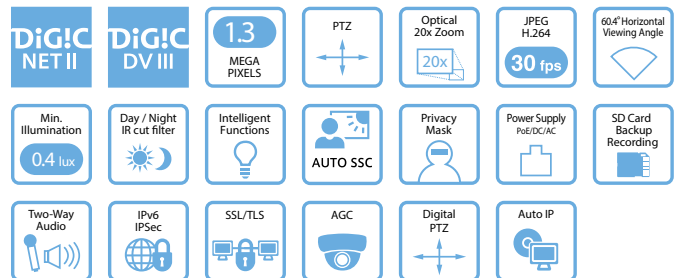 DiG!C
NET II
DiG!C
DV III
1.3
MEGA
PIXELS
PTZ
Optical
20x Zoom
20x
JPEG
H.264
30 fps
60.4° Horizontal
Viewing Angle
Min.
Illumination
0.4 lux
Day / Night
IR cut filter
Intelligent
Functions
AUTO SSC
Privacy
Mask
Power Supply
PoE/DC/AC
SD Card
Backup
Recording
Two-Way
Audio
IPv6
IPSec
SSL/TLS
AGC
Digital
PTZ
Auto IP